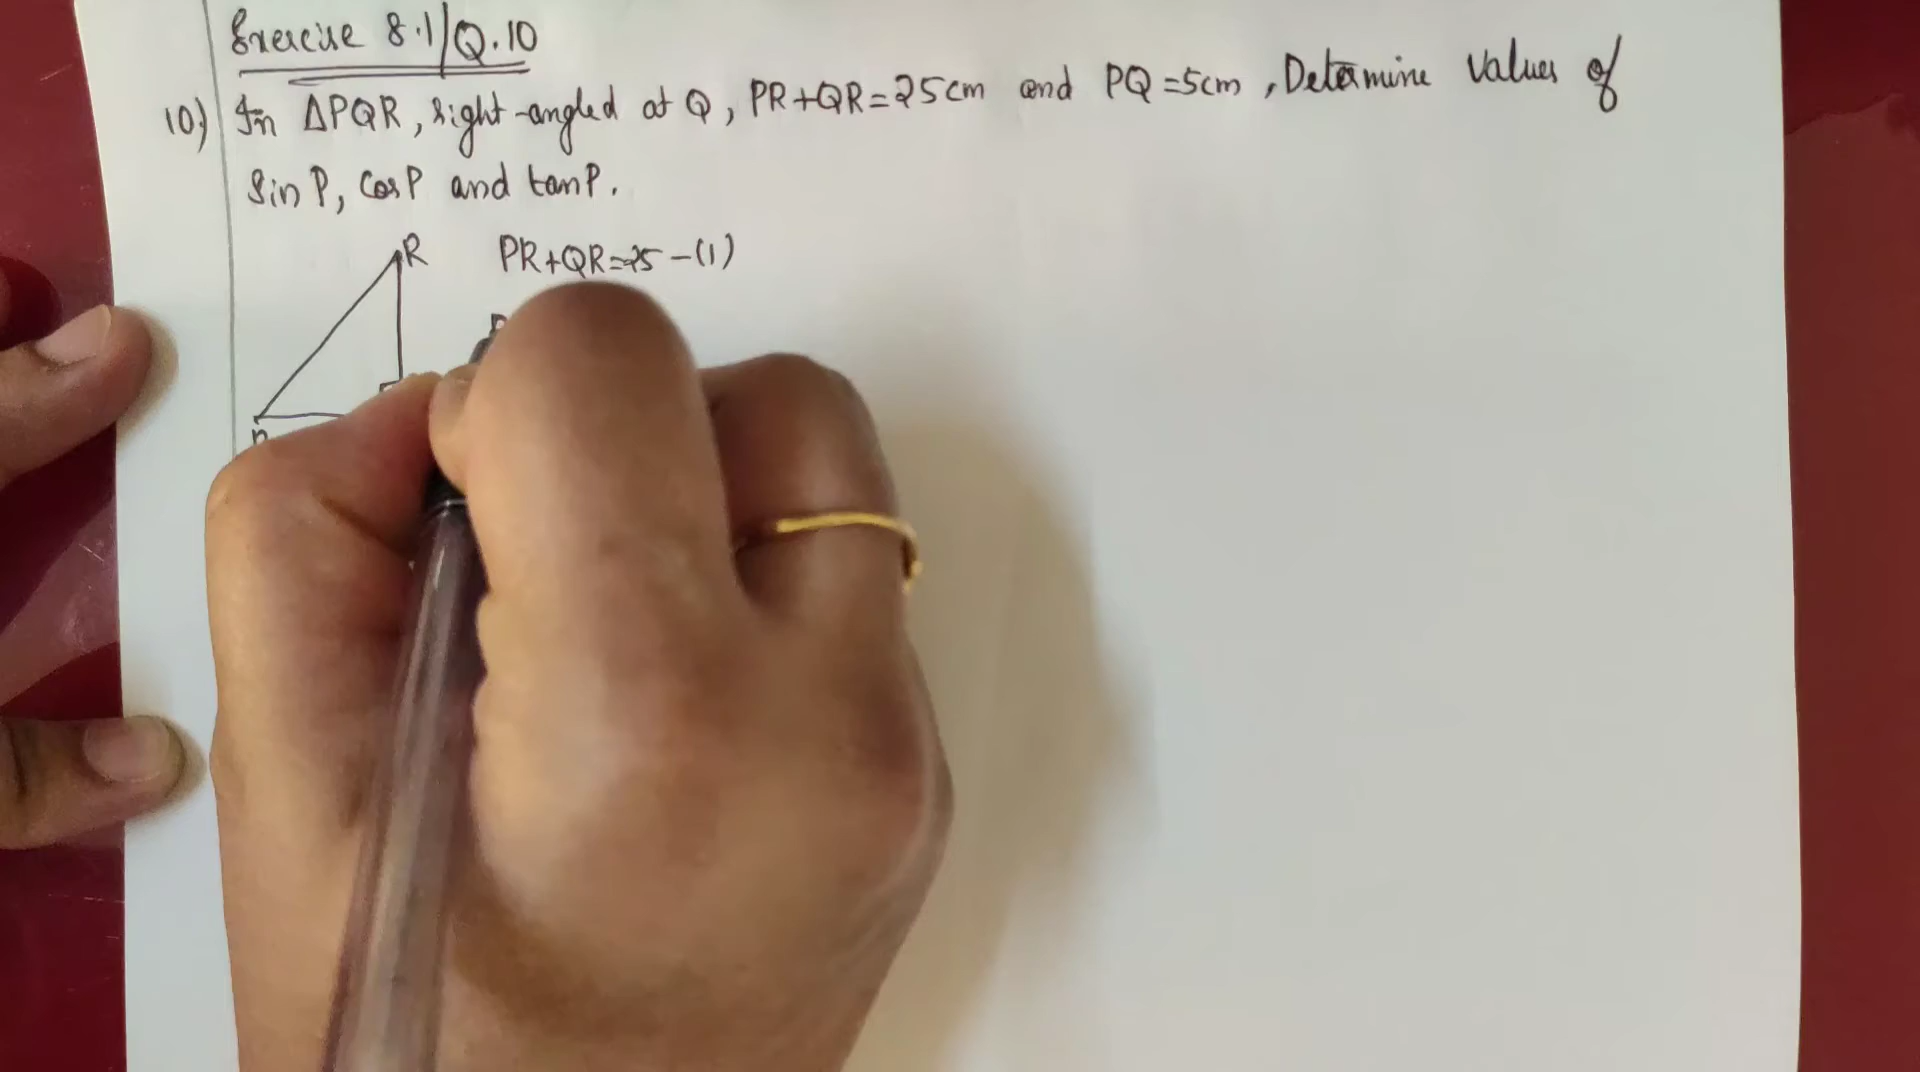 Exercise 8.1/Q.10
10.) In ΔPQR, right-angled at Q, PR+QR=25cm and PQ=5cm, Determine Values of
Sin P, Cos P and tan P.
R
PR+QR=25 -(1)
P